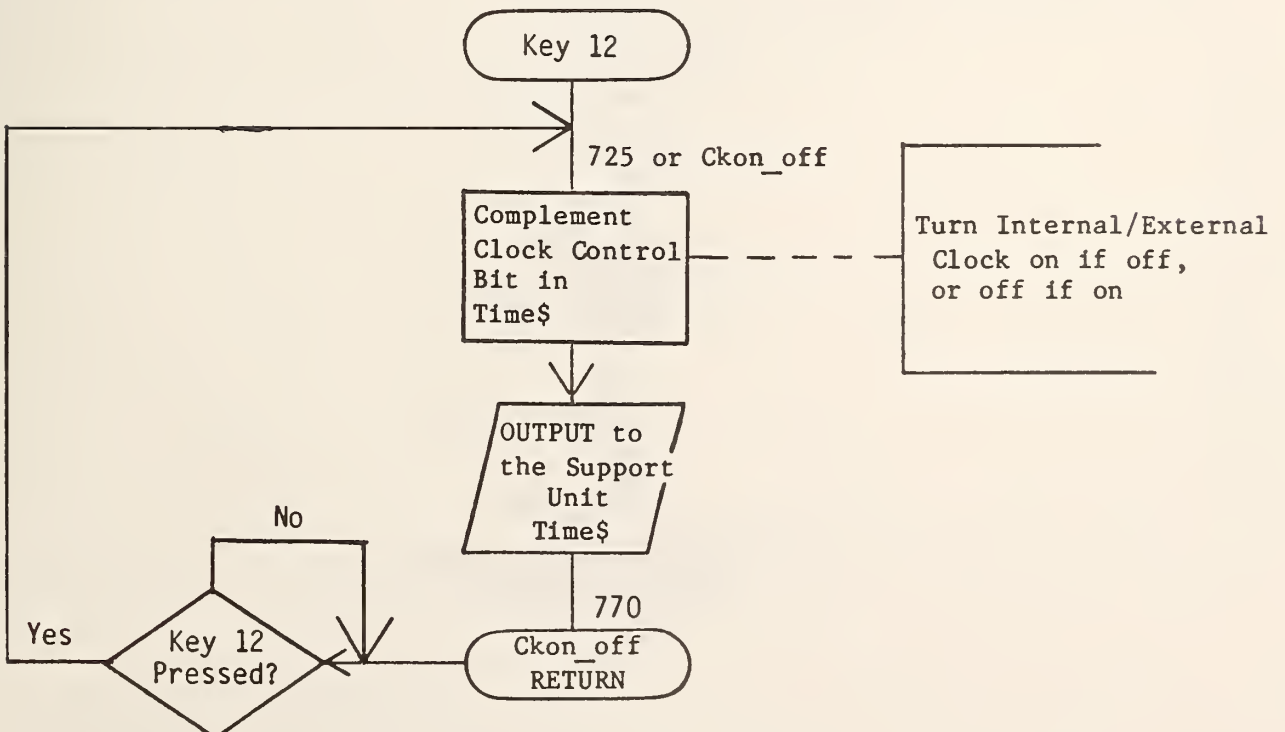 Key 12
725 or Ckon_off
Complement
Clock Control
Bit in
Time$
Turn Internal/External
Clock on if off,
or off if on
OUTPUT to
the Support
Unit
Time$
770
Ckon_off
RETURN
No
Yes
Key 12
Pressed?